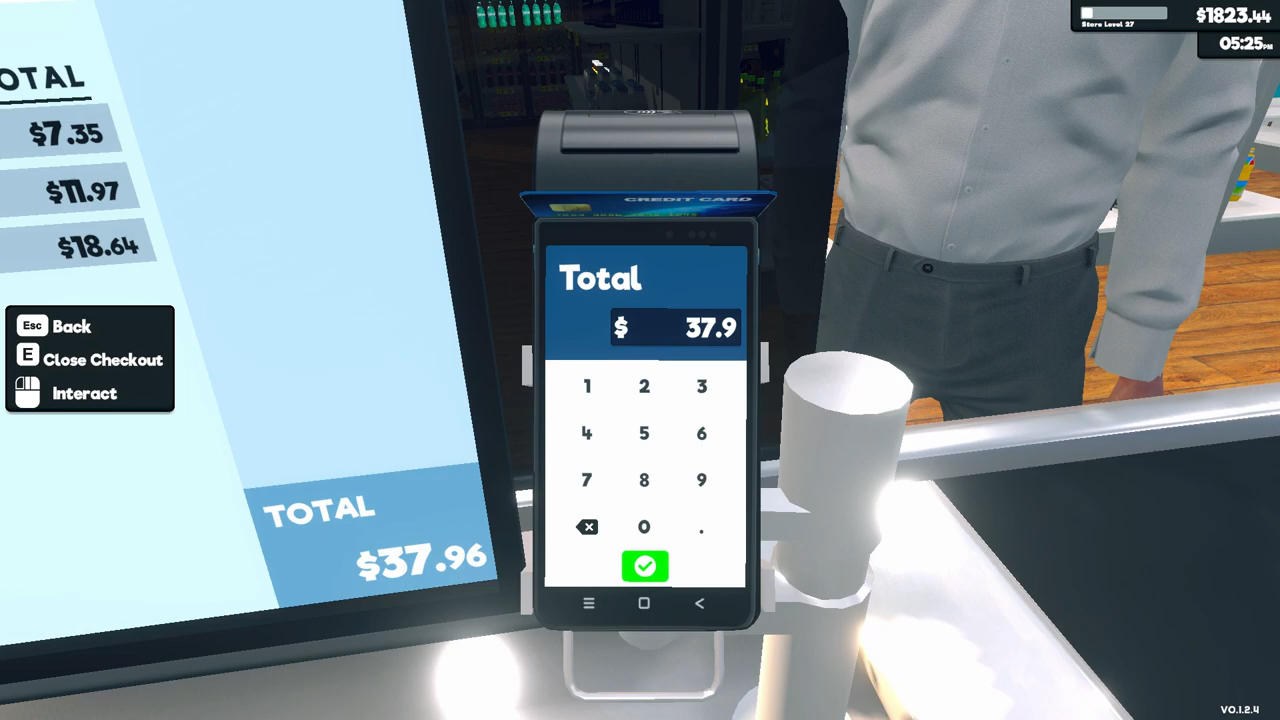 $1823.44
Store Level 27
05:25PM
OTAL
$7.35
$11.97
$18.64
Esc Back
E Close Checkout
Interact
TOTAL
$37.96
CREDIT CARD
Total
$ 37.9
1 2 3
4 5 6
7 8 9
0 .
V0.1.2.4